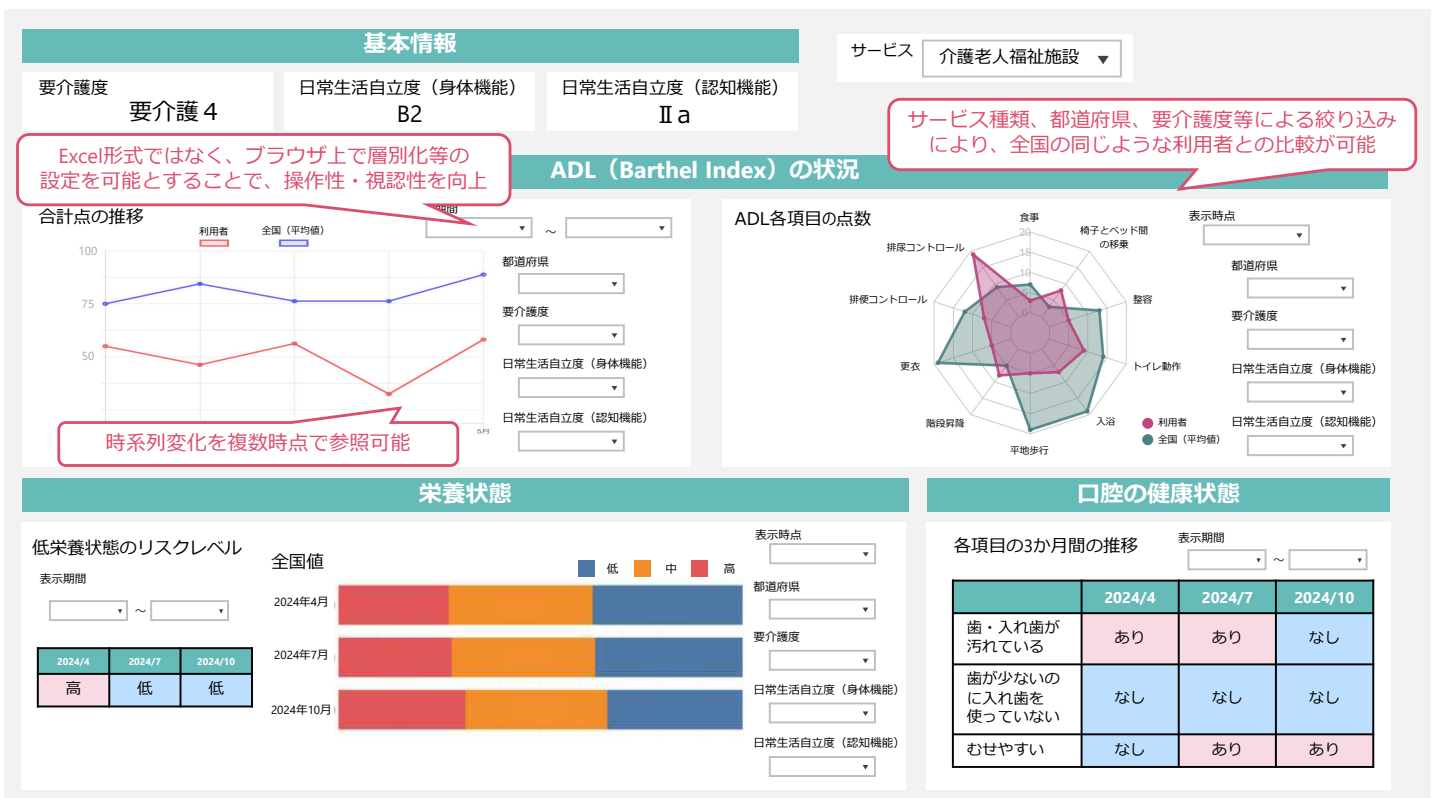 基本情報
サービス
介護老人福祉施設
要介護度
要介護４
日常生活自立度（身体機能）
B2
日常生活自立度（認知機能）
Ⅱa
Excel形式ではなく、ブラウザ上で層別化等の
設定を可能とすることで、操作性・視認性を向上
サービス種類、都道府県、要介護度等による絞り込み
により、全国の同じような利用者との比較が可能
ADL（Barthel Index）の状況
合計点の推移
利用者
全国（平均値）
期間
～
100
75
50
5月
都道府県
要介護度
日常生活自立度（身体機能）
日常生活自立度（認知機能）
時系列変化を複数時点で参照可能
ADL各項目の点数
食事
椅子とベッド間
の移乗
整容
トイレ動作
入浴
平地歩行
階段昇降
更衣
排便コントロール
排尿コントロール
20
15
10
5
0
利用者
全国（平均値）
表示時点
都道府県
要介護度
日常生活自立度（身体機能）
日常生活自立度（認知機能）
栄養状態
低栄養状態のリスクレベル
表示期間
～
2024/4 2024/7 2024/10
高 低 低
全国値
低 中 高
2024年4月
2024年7月
2024年10月
表示時点
都道府県
要介護度
日常生活自立度（身体機能）
日常生活自立度（認知機能）
口腔の健康状態
各項目の3か月間の推移
表示期間
～
2024/4 2024/7 2024/10
歯・入れ歯が
汚れている
あり あり なし
歯が少ないの
に入れ歯を
使っていない
なし なし なし
むせやすい
なし あり あり